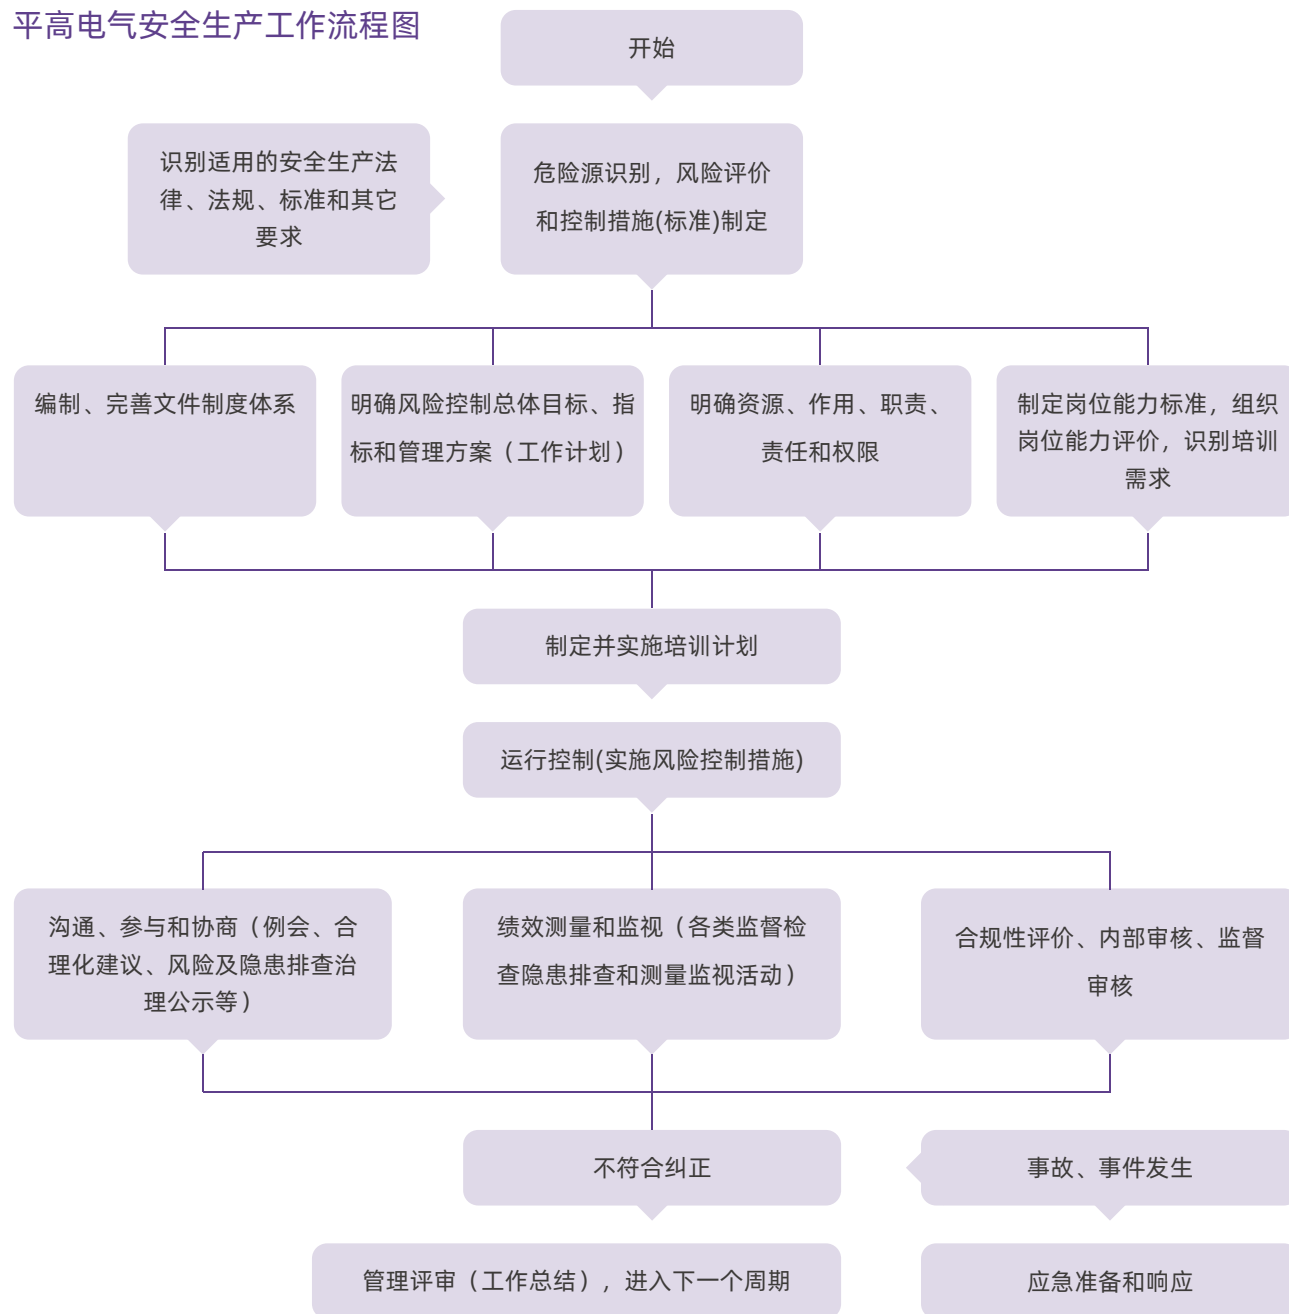 平高电气安全生产工作流程图
开始
识别适用的安全生产法
律、法规、标准和其它
要求
危险源识别，风险评价
和控制措施(标准)制定
编制、完善文件制度体系
明确风险控制总体目标、指
标和管理方案（工作计划）
明确资源、作用、职责、
责任和权限
制定岗位能力标准，组织
岗位能力评价，识别培训
需求
制定并实施培训计划
运行控制(实施风险控制措施)
沟通、参与和协商（例会、合
理化建议、风险及隐患排查治
理公示等）
绩效测量和监视（各类监督检
查隐患排查和测量监视活动）
合规性评价、内部审核、监督
审核
不符合纠正
事故、事件发生
管理评审（工作总结），进入下一个周期
应急准备和响应